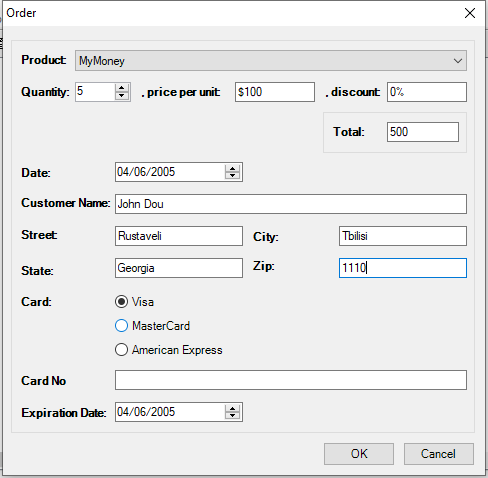 Order
Product: MyMoney
Quantity: 5 , price per unit: $100 , discount: 0%
Total: 500
Date: 04/06/2005
Customer Name: John Dou
Street: Rustaveli City: Tbilisi
State: Georgia Zip: 1110
Card: Visa
MasterCard
American Express
Card No
Expiration Date: 04/06/2005
OK Cancel